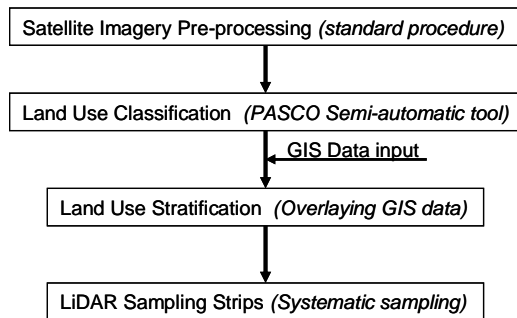 Satellite Imagery Pre-processing (standard procedure)
Land Use Classification (PASCO Semi-automatic tool)
GIS Data input
Land Use Stratification (Overlaying GIS data)
LiDAR Sampling Strips (Systematic sampling)